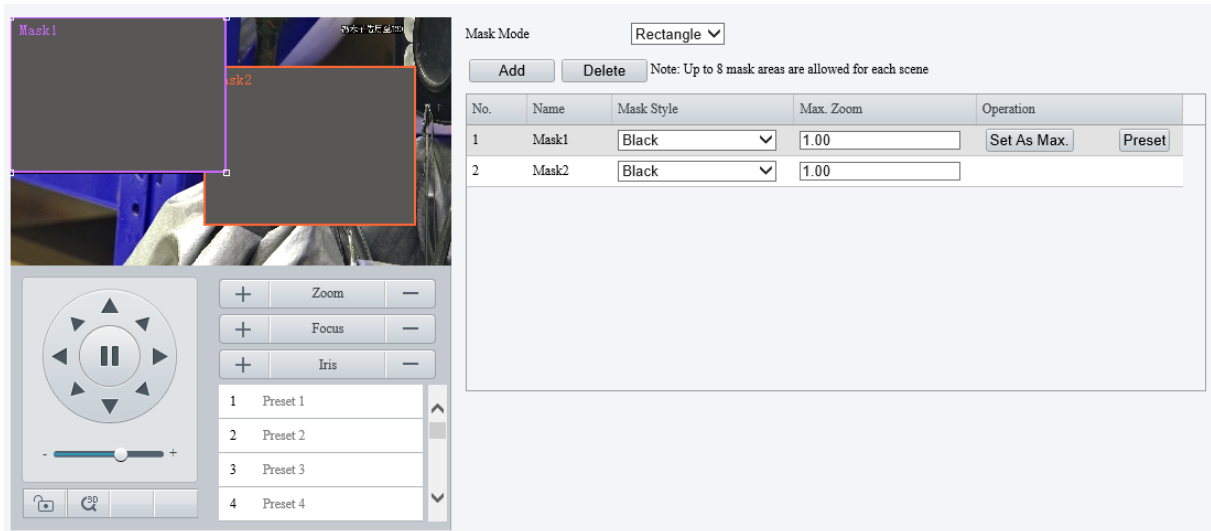 Mask1
ask2
Mask Mode Rectangle
Add Delete Note: Up to 8 mask areas are allowed for each scene
No. Name Mask Style Max. Zoom Operation
1 Mask1 Black 1.00 Set As Max. Preset
2 Mask2 Black 1.00
+ Zoom −
+ Focus −
+ Iris −
- +
3D
1 Preset 1
2 Preset 2
3 Preset 3
4 Preset 4